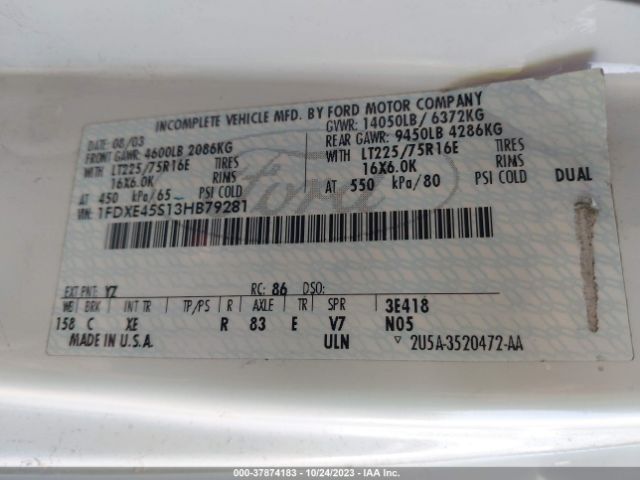 INCOMPLETE VEHICLE MFD. BY FORD MOTOR COMPANY
DATE: 08/03 GVWR: 14050LB/ 6372KG
FRONT GAWR: 4600LB 2086KG REAR GAWR: 9450LB 4286KG
WITH LT225/75R16E TIRES WITH LT225/75R16E TIRES
16X6.0K RIMS 16X6.0K RIMS DUAL
AT 450 kPa/65 PSI COLD AT 550 kPa/80 PSI COLD
1FDXE45S13HB79281
Ford
EXT PNT: YZ RC: 86 DSO:
WB BRK INT TR TP/PS R AXLE TR SPR 3E418
158 C XE R 83 E V7 N05
MADE IN U.S.A. ULN ▽ 2U5A-3520472-AA
000-37874183 - 10/24/2023 - IAA Inc.